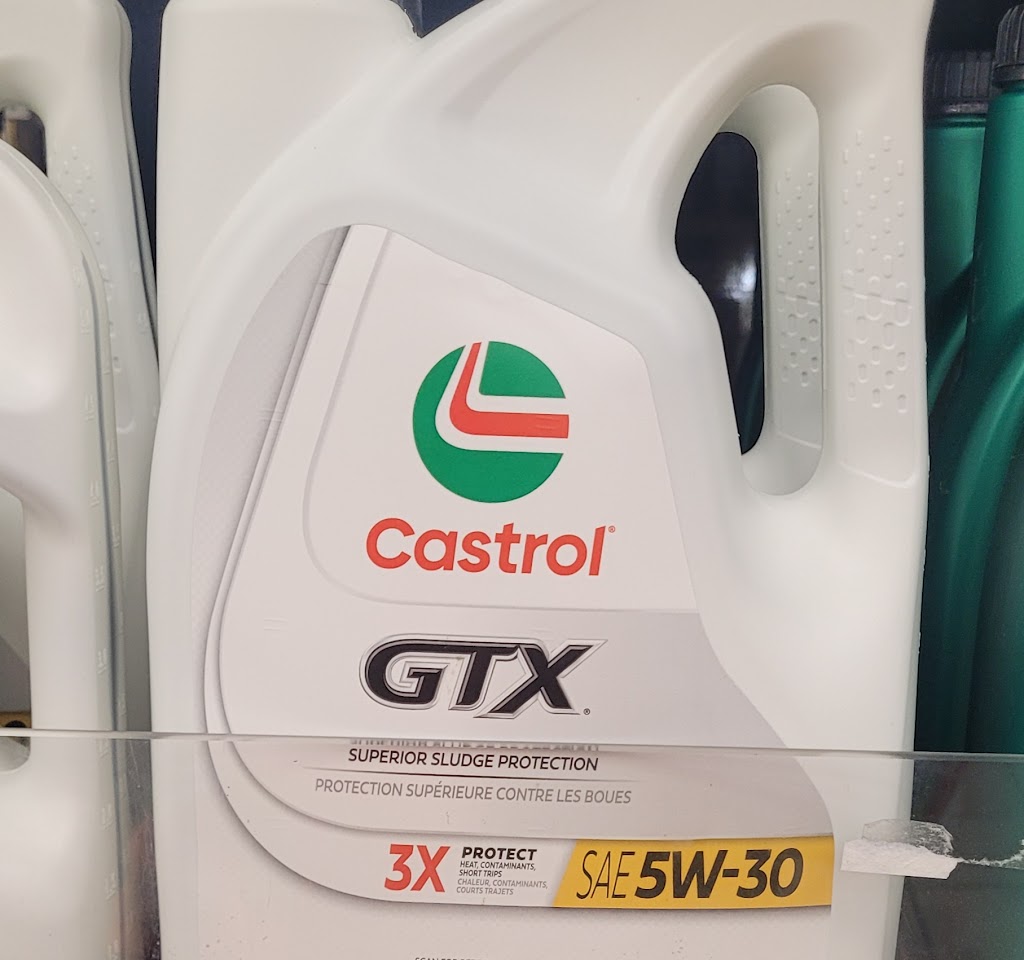 Castrol®
GTX®
SUPERIOR SLUDGE PROTECTION
PROTECTION SUPÉRIEURE CONTRE LES BOUES
3X PROTECT
HEAT, CONTAMINANTS,
SHORT TRIPS
CHALEUR, CONTAMINANTS,
COURTS TRAJETS
SAE 5W-30